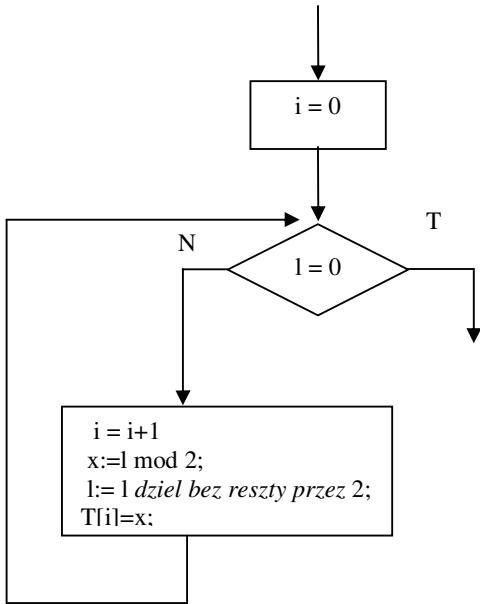 i = 0
T
N
l = 0
i = i+1
x:=l mod 2;
l:= l dziel bez reszty przez 2;
T[i]=x;